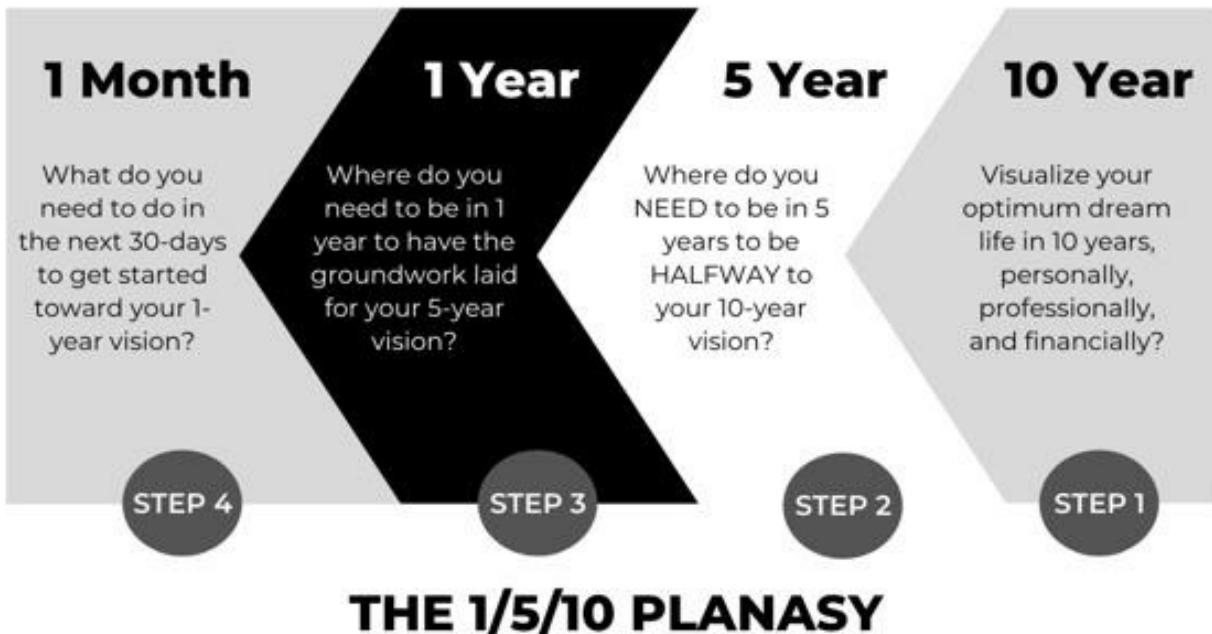 1 Month
What do you
need to do in
the next 30-days
to get started
toward your 1-
year vision?
STEP 4
1 Year
Where do you
need to be in 1
year to have the
groundwork laid
for your 5-year
vision?
STEP 3
5 Year
Where do you
NEED to be in 5
years to be
HALFWAY to
your 10-year
vision?
STEP 2
10 Year
Visualize your
optimum dream
life in 10 years,
personally,
professionally,
and financially?
STEP 1
THE 1/5/10 PLANASY